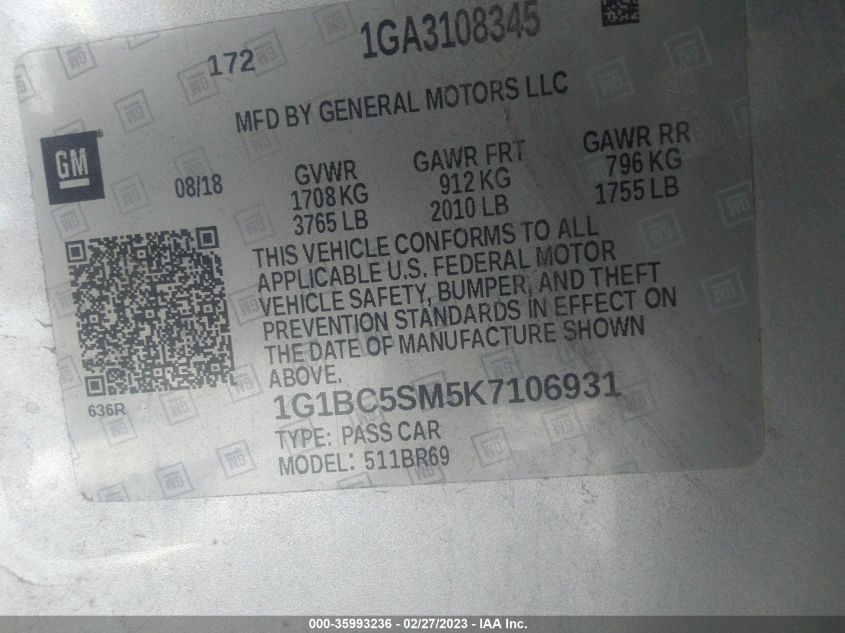 1GA3108345
172
MFD BY GENERAL MOTORS LLC
GM®
08/18
GVWR
1708 KG
3765 LB
GAWR FRT
912 KG
2010 LB
GAWR RR
796 KG
1755 LB
THIS VEHICLE CONFORMS TO ALL
APPLICABLE U.S. FEDERAL MOTOR
VEHICLE SAFETY, BUMPER, AND THEFT
PREVENTION STANDARDS IN EFFECT ON
THE DATE OF MANUFACTURE SHOWN
ABOVE.
636R
1G1BC5SM5K7106931
TYPE: PASS CAR
MODEL: 511BR69
000-35993236 - 02/27/2023 - IAA Inc.